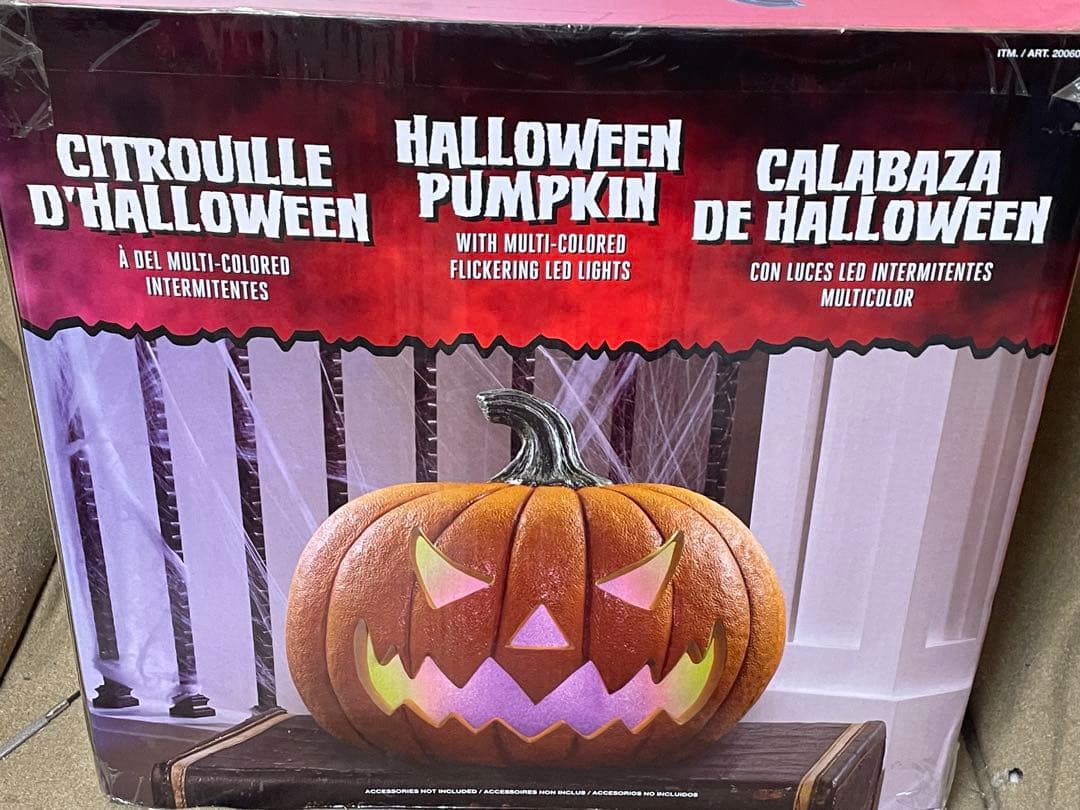 ITM. / ART. 20060
CITROUILLE
D'HALLOWEEN
À DEL MULTI-COLORED
INTERMITENTES
HALLOWEEN
PUMPKIN
WITH MULTI-COLORED
FLICKERING LED LIGHTS
CALABAZA
DE HALLOWEEN
CON LUCES LED INTERMITENTES
MULTICOLOR
ACCESSORIES NOT INCLUDED / ACCESSOIRES NON INCLUS / ACCESORIOS NO INCLUIDOS